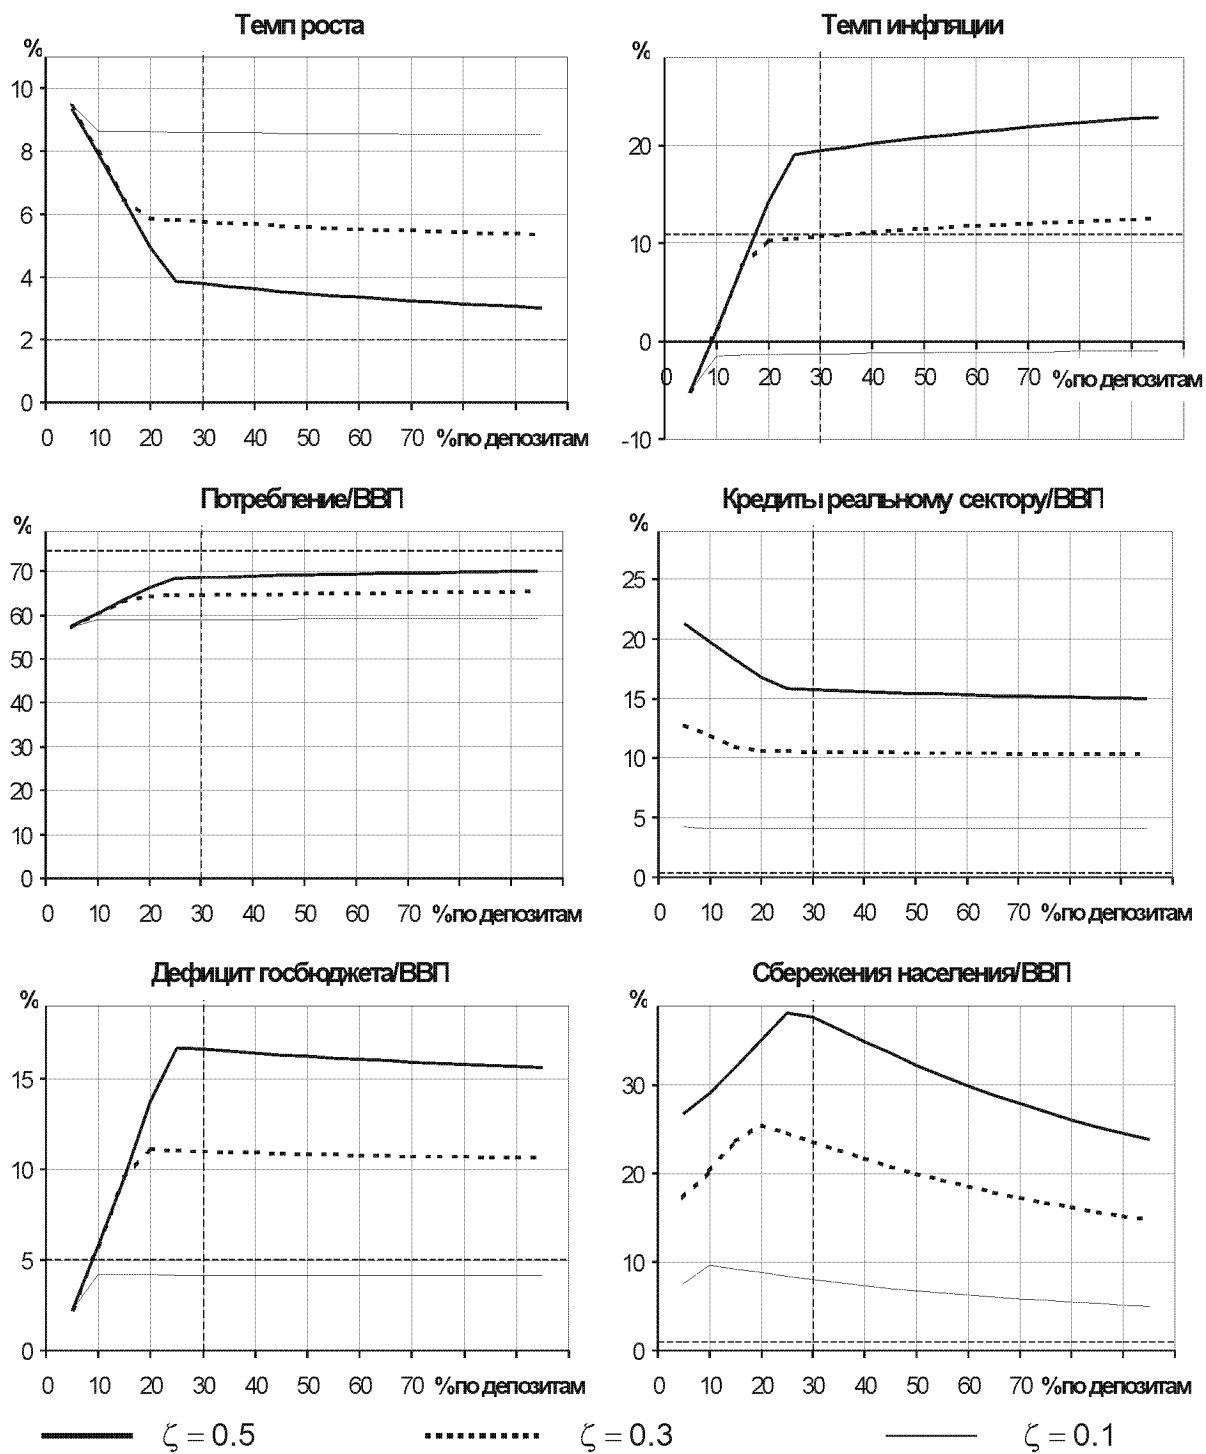 Темп роста
%
10
8
6
4
2
0
0 10 20 30 40 50 60 70 %по депозитам
Темп инфляции
%
20
10
0
-10
10 20 30 40 50 60 70 %по депозитам
Потребление/ВВП
%
70
60
50
40
30
20
10
0
0 10 20 30 40 50 60 70 %по депозитам
Кредиты реальному сектору/ВВП
%
25
20
15
10
5
0
0 10 20 30 40 50 60 70 %по депозитам
Дефицит госбюджета/ВВП
%
15
10
5
0
0 10 20 30 40 50 60 70 %по депозитам
Сбережения населения/ВВП
%
30
20
10
0
0 10 20 30 40 50 60 70 %по депозитам
ζ = 0.5 ζ = 0.3 ζ = 0.1